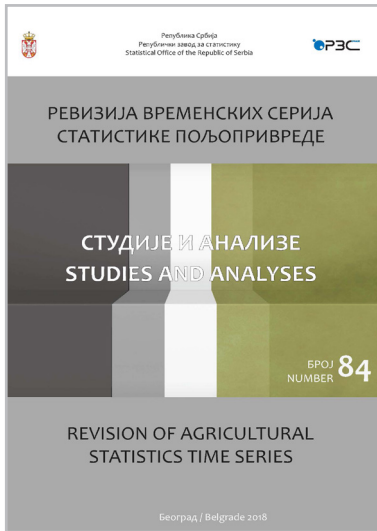 Република Србија
Републички завод за статистику
Statistical Office of the Republic of Serbia
РЗС
РЕВИЗИЈА ВРЕМЕНСКИХ СЕРИЈА
СТАТИСТИКЕ ПОЉОПРИВРЕДЕ
СТУДИЈЕ И АНАЛИЗЕ
STUDIES AND ANALYSES
БРОЈ
NUMBER 84
REVISION OF AGRICULTURAL
STATISTICS TIME SERIES
Београд / Belgrade 2018